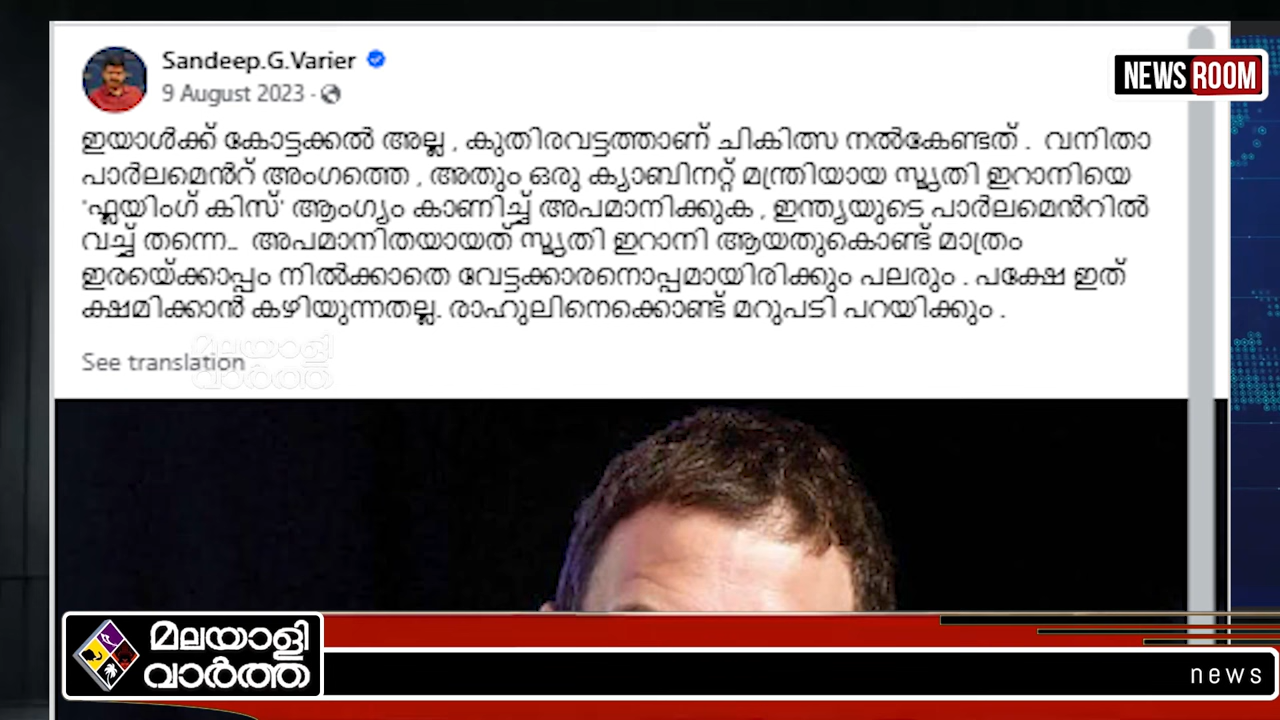 Sandeep.G.Varier
9 August 2023 ·
NEWS ROOM
ഇയാൾക്ക് കോട്ടക്കൽ അല്ല , കുതിരവട്ടത്താണ് ചികിത്സ നൽകേണ്ടത് . വനിതാ
പാർലമെൻറ് അംഗത്തെ , അതും ഒരു ക്യാബിനറ്റ് മന്ത്രിയായ സ്മൃതി ഇറാനിയെ
'ഫ്ലയിംഗ് കിസ്' ആംഗ്യം കാണിച്ച് അപമാനിക്കുക , ഇന്ത്യയുടെ പാർലമെൻറിൽ
വച്ച് തന്നെ.. അപമാനിതയായത് സ്മൃതി ഇറാനി ആയതുകൊണ്ട് മാത്രം
ഇരയ്ക്കൊപ്പം നിൽക്കാതെ വേട്ടക്കാരനൊപ്പമായിരിക്കും പലരും . പക്ഷേ ഇത്
ക്ഷമിക്കാൻ കഴിയുന്നതല്ല. രാഹുലിനെക്കൊണ്ട് മറുപടി പറയിക്കും .
മലയാളി
വാർത്ത
See translation
മലയാളി
വാർത്ത
news